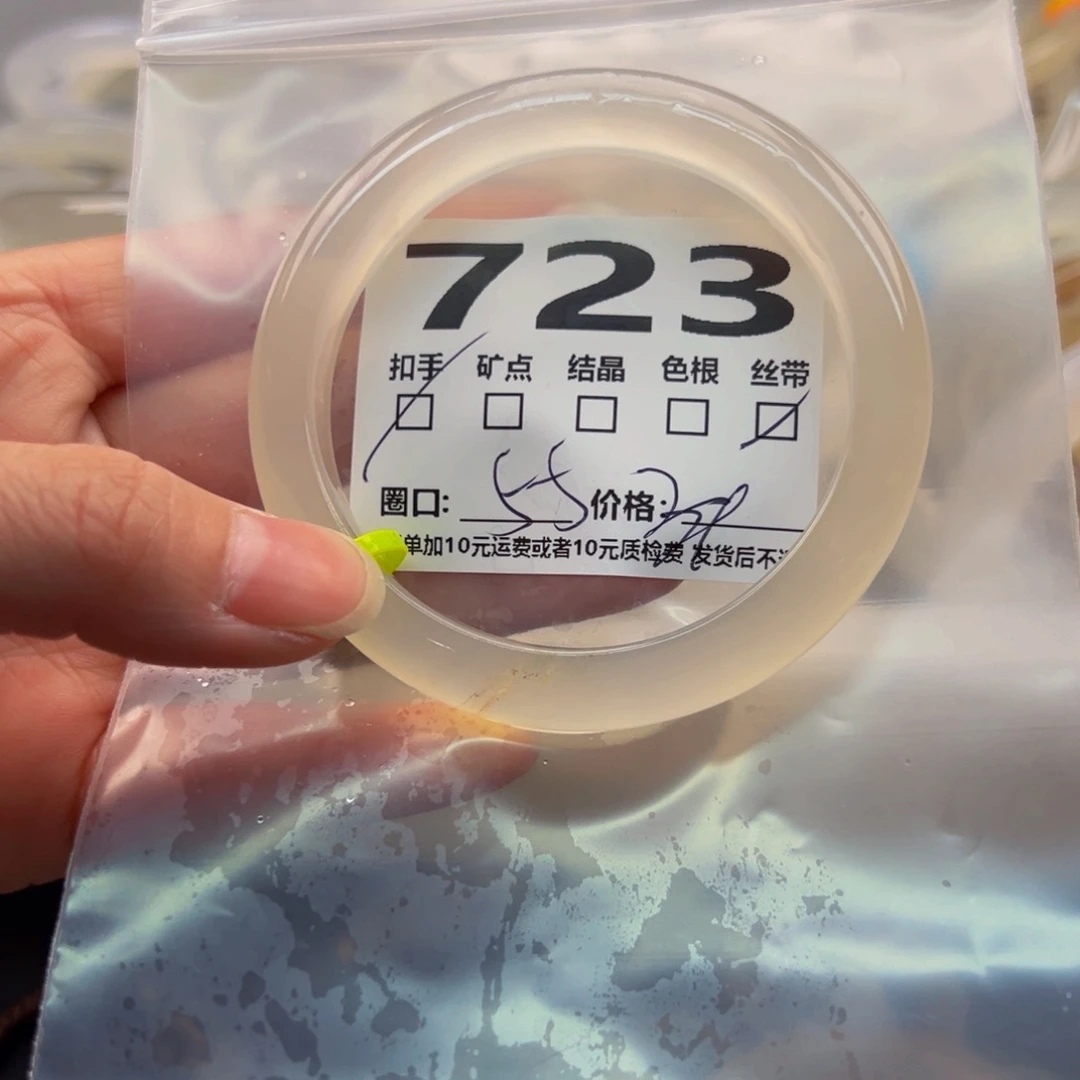 723
扣手 矿点 结晶 色根 丝带
圈口: 55 价格:
单加10元运费或者10元质检费 发货后不